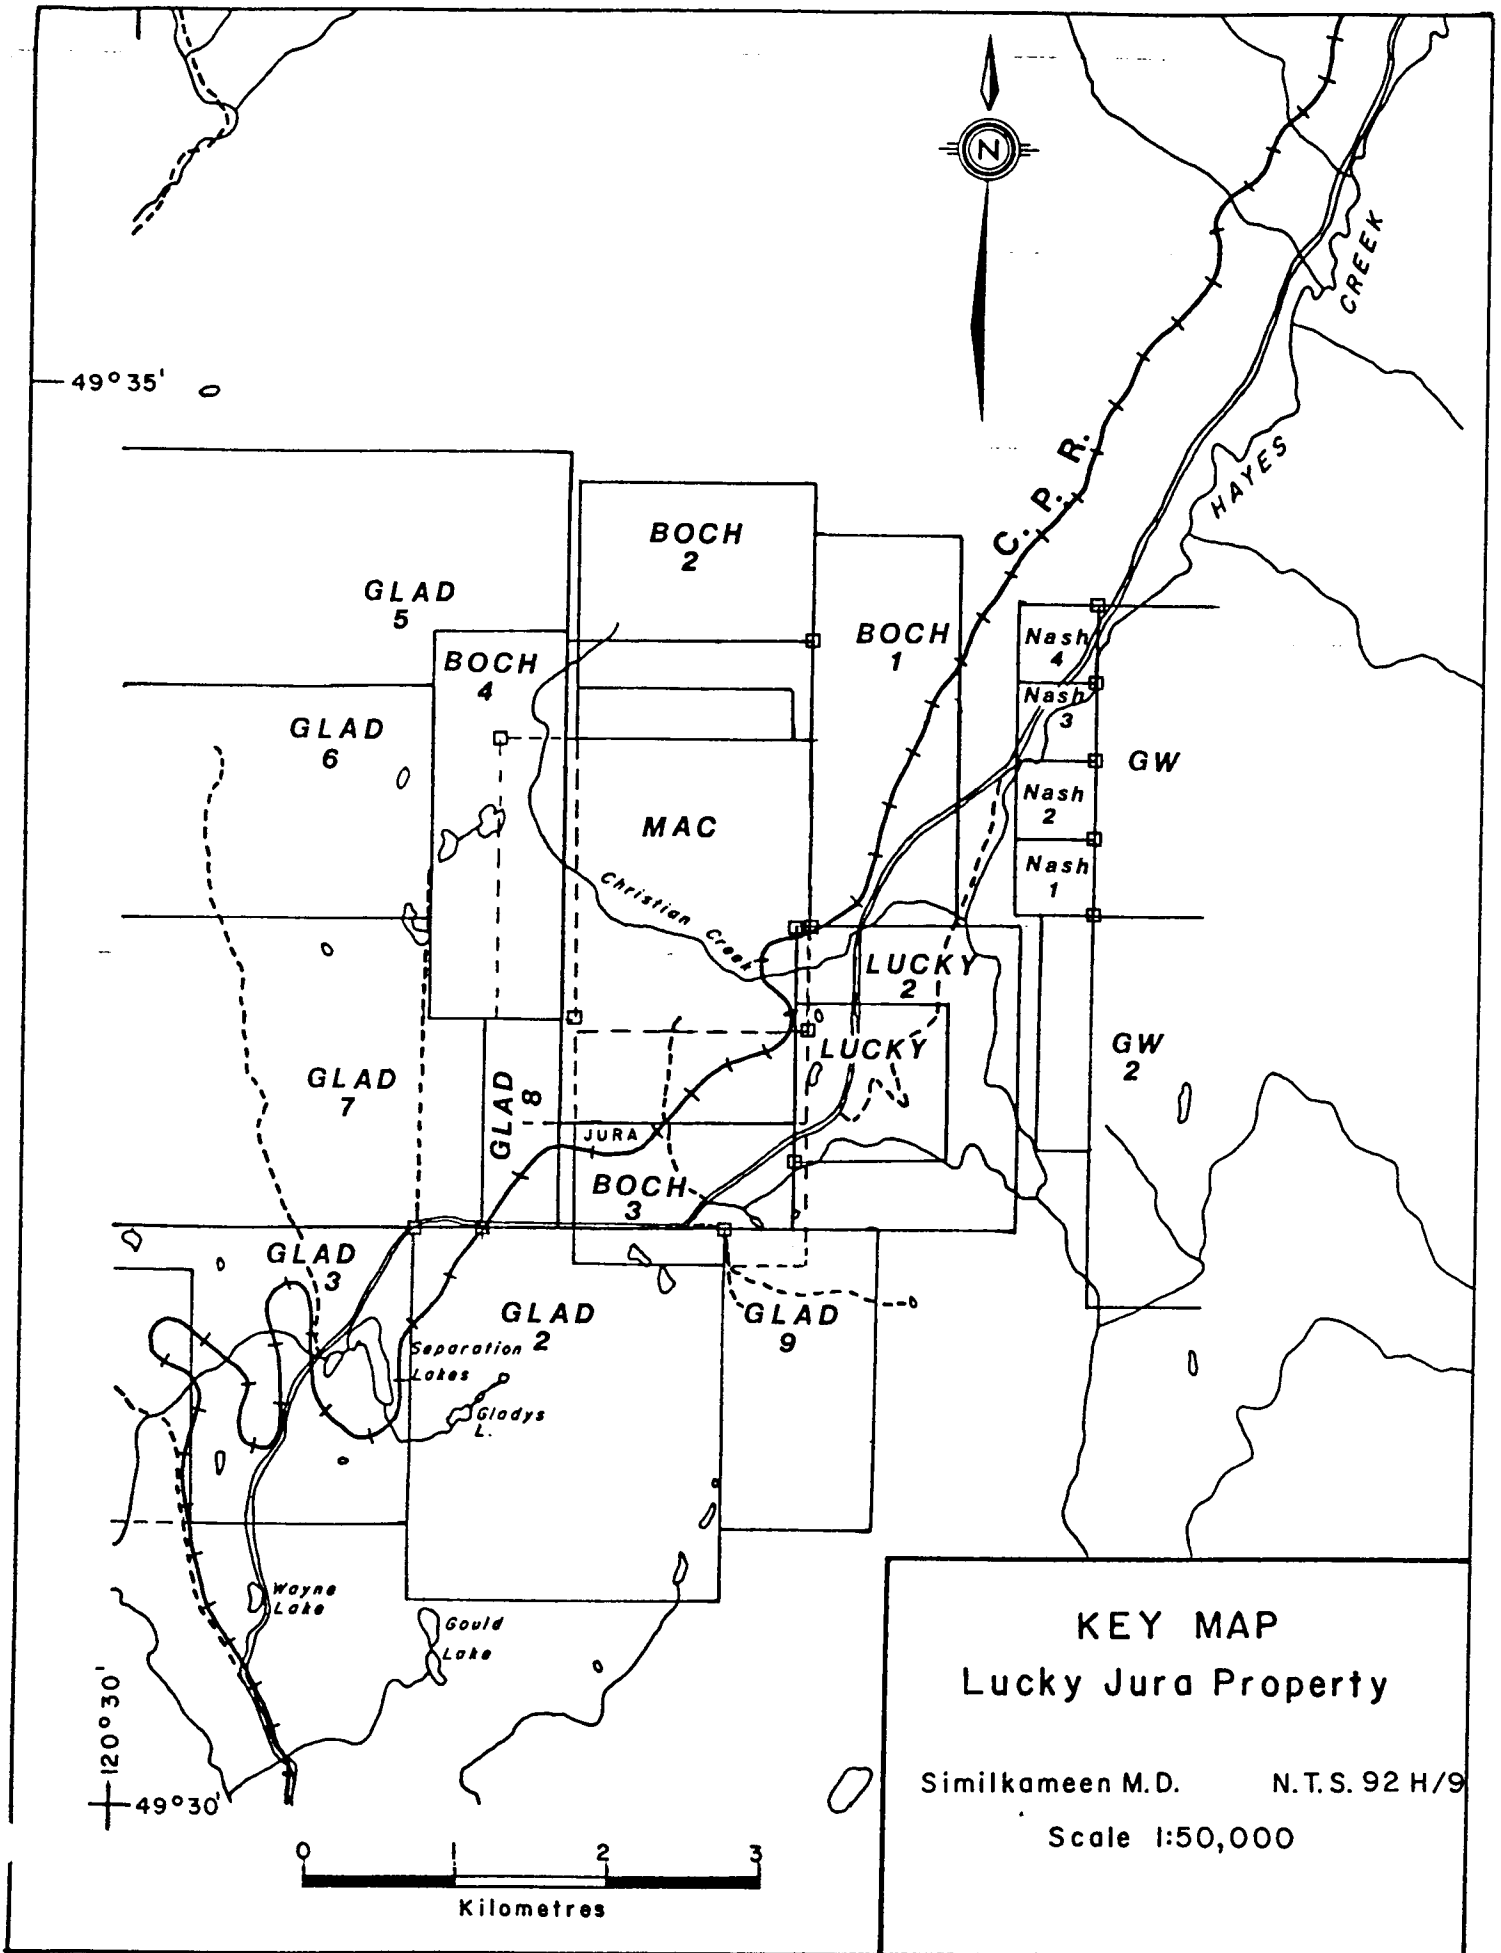 N
CREEK
49°35'
HAYES
C. P. R.
BOCH
2
GLAD
5
BOCH
1
Nash
4
BOCH
4
Nash
3
GLAD
6
GW
Nash
2
MAC
Nash
1
Christian Creek
LUCKY
2
LUCKY
GW
2
GLAD
7
GLAD
8
JURA
BOCH
3
GLAD
3
GLAD
2
GLAD
9
Separation
Lakes
Gladys
L.
Wayne
Lake
Gould
Lake
120°30'
49°30'
0 1 2 3
Kilometres
KEY MAP
Lucky Jura Property
Similkameen M.D. N.T.S. 92 H/9
Scale 1:50,000